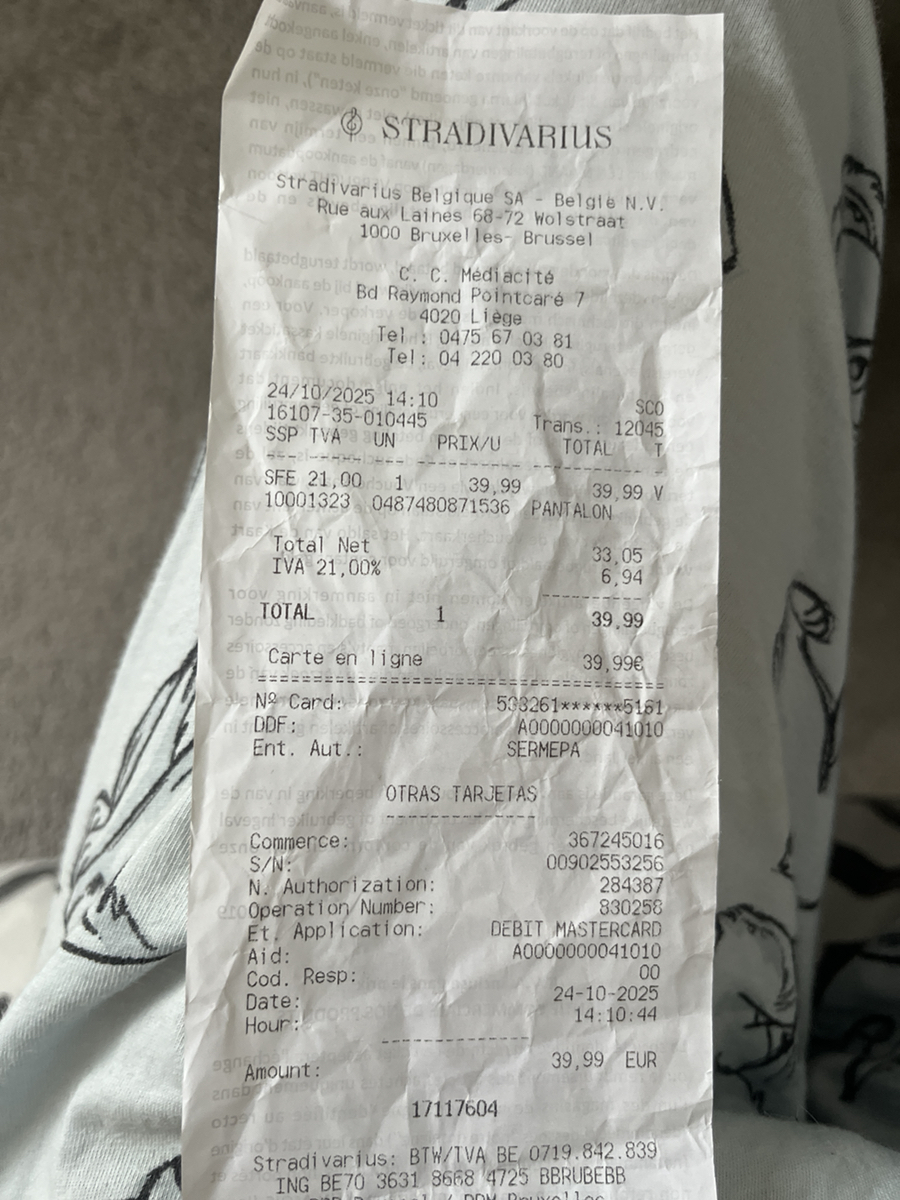 STRADIVARIUS
Stradivarius Belgique SA - België N.V.
Rue aux Laines 68-72 Wolstraat
1000 Bruxelles- Brussel
C. C. Médiacité
Bd Raymond Pointcaré 7
4020 Liège
Tel : 0475 67 03 81
Tel: 04 220 03 80
24/10/2025 14:10 SCO
16107-35-010445 Trans.: 12045
SSP TVA UN PRIX/U TOTAL T
SFE 21,00 1 39,99 39,99 V
10001323 0487480871536 PANTALON
Total Net 33,05
IVA 21,00% 6,94
TOTAL 1 39,99
Carte en ligne 39,99€
Nº Card: 533261******5161
DDF: A0000000041010
Ent. Aut.: SERMEPA
OTRAS TARJETAS
Commerce: 367245016
S/N: 00902553256
N. Authorization: 284387
Operation Number: 830258
Et. Application: DEBIT MASTERCARD
Aid: A0000000041010
Cod. Resp: 00
Date: 24-10-2025
Hour: 14:10:44
Amount: 39,99 EUR
17117604
Stradivarius: BTW/TVA BE 0719.842.839
ING BE70 3631 8668 4725 BBRUBEBB